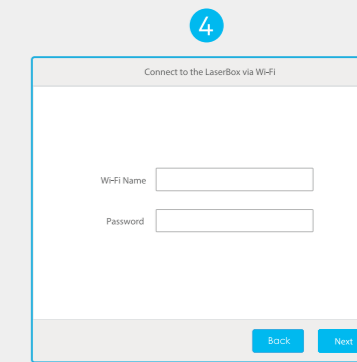 4
Connect to the LaserBox via Wi-Fi
Wi-Fi Name
Password
Back Next